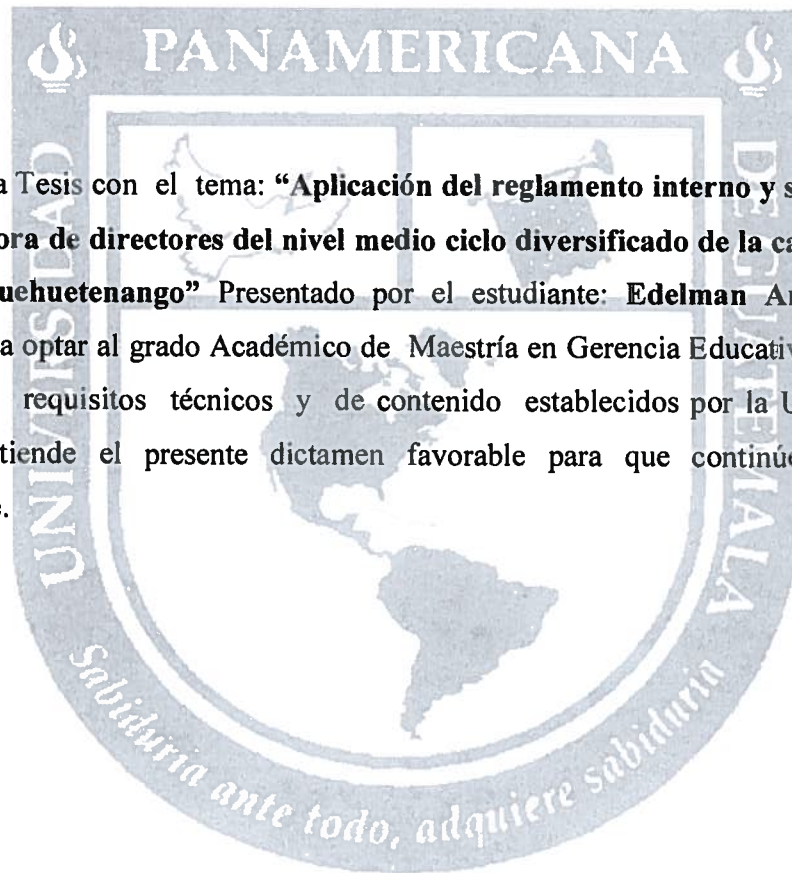 PANAMERICANA
UNIVERSIDAD
DE GUATEMALA
a Tesis con el tema: “Aplicación del reglamento interno y s
ora de directores del nivel medio ciclo diversificado de la ca
uehuetenango” Presentado por el estudiante: Edelman A
a optar al grado Académico de Maestría en Gerencia Educativ
requisitos técnicos y de contenido establecidos por la U
tiende el presente dictamen favorable para que continúe
.
Sabiduría ante todo, adquiere sabiduría